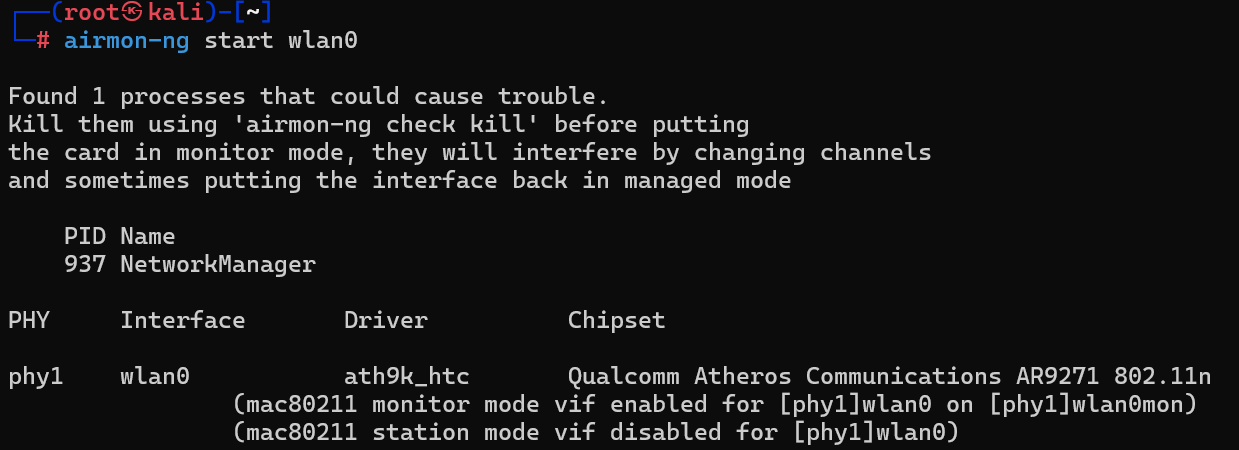 ┌──(root㉿kali)-[~]
└─# airmon-ng start wlan0
Found 1 processes that could cause trouble.
Kill them using 'airmon-ng check kill' before putting
the card in monitor mode, they will interfere by changing channels
and sometimes putting the interface back in managed mode
PID Name
937 NetworkManager
PHY Interface Driver Chipset
phy1 wlan0 ath9k_htc Qualcomm Atheros Communications AR9271 802.11n
(mac80211 monitor mode vif enabled for [phy1]wlan0 on [phy1]wlan0mon)
(mac80211 station mode vif disabled for [phy1]wlan0)